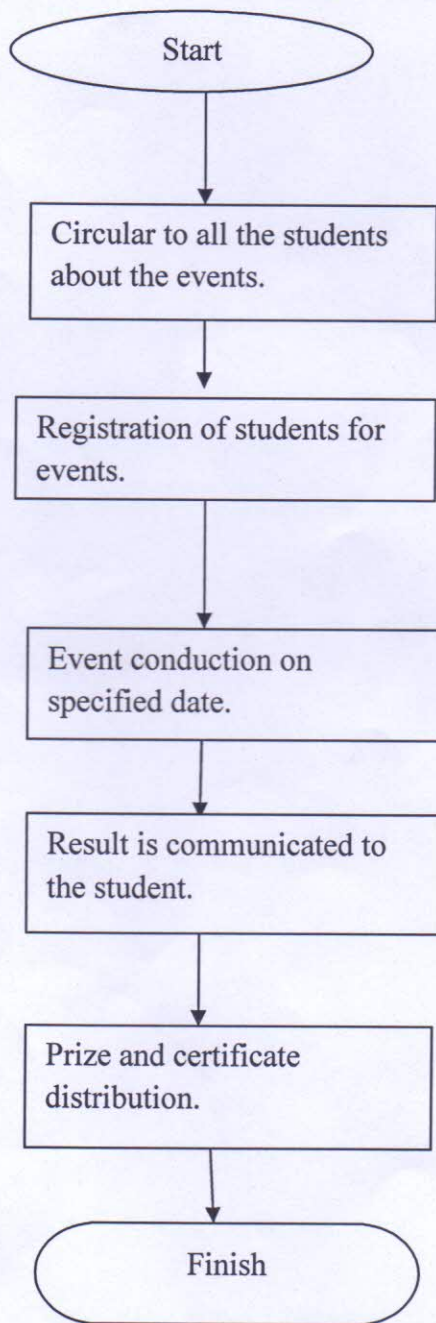 Start
Circular to all the students
about the events.
Registration of students for
events.
Event conduction on
specified date.
Result is communicated to
the student.
Prize and certificate
distribution.
Finish